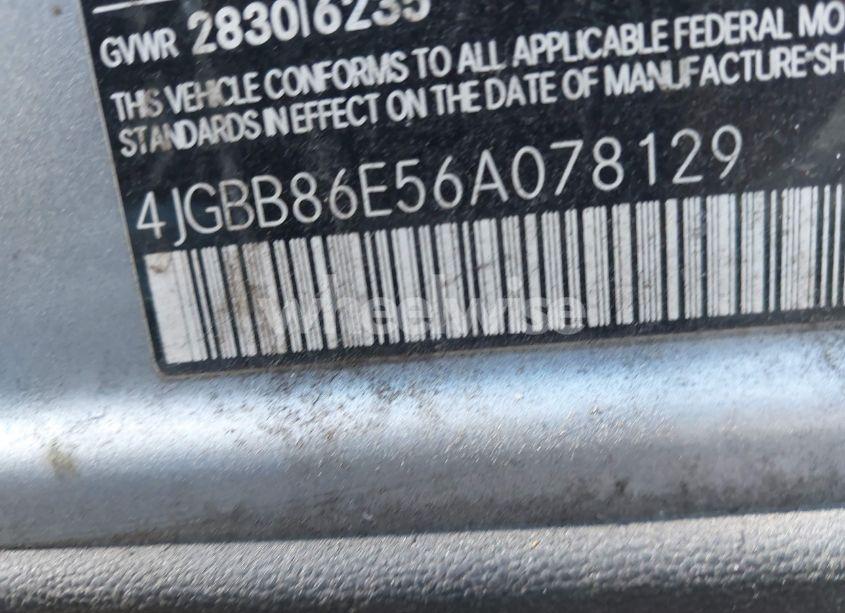 GVWR 2830/6235
THIS VEHICLE CONFORMS TO ALL APPLICABLE FEDERAL MO
STANDARDS IN EFFECT ON THE DATE OF MANUFACTURE SH
4JGBB86E56A078129
wheelwise